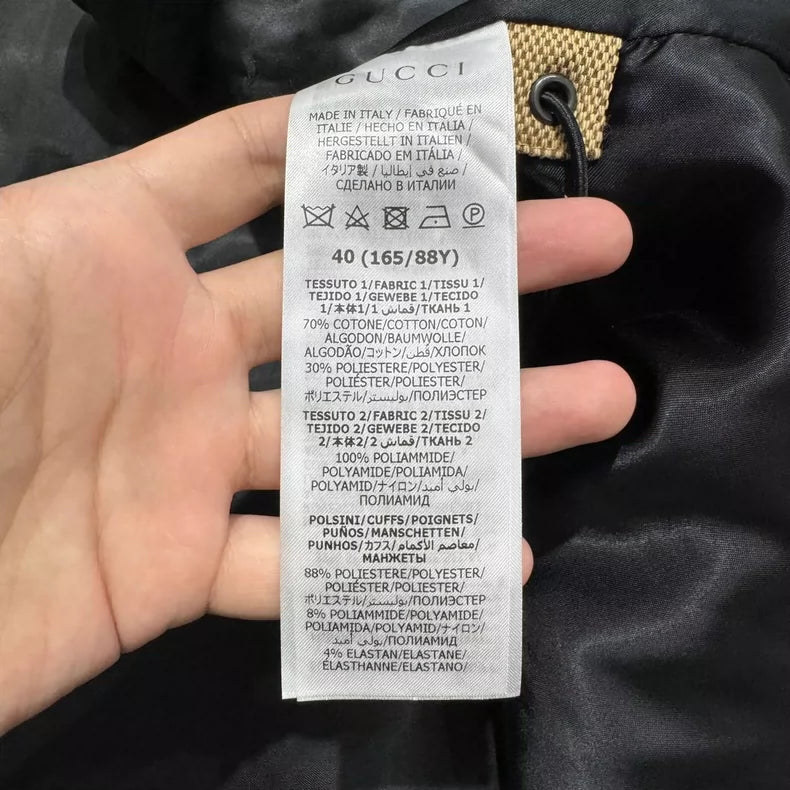 GUCCI
MADE IN ITALY / FABRIQUÉ EN
ITALIE / HECHO EN ITALIA /
HERGESTELLT IN ITALIEN /
FABRICADO EM ITÁLIA /
イタリア製 / صنع في إيطاليا /
СДЕЛАНО В ИТАЛИИ
P
40 (165/88Y)
TESSUTO 1/FABRIC 1/TISSU 1/
TEJIDO 1/GEWEBE 1/TECIDO
1/本体1/قماش 1/ТКАНЬ 1
70% COTONE/COTTON/COTON/
ALGODON/BAUMWOLLE/
ALGODÃO/コットン/قطن/ХЛОПОК
30% POLIESTERE/POLYESTER/
POLIÉSTER/POLIESTER/
ポリエステル/بوليستر/ПОЛИЭСТЕР
TESSUTO 2/FABRIC 2/TISSU 2/
TEJIDO 2/GEWEBE 2/TECIDO
2/本体2/قماش 2/ТКАНЬ 2
100% POLIAMMIDE/
POLYAMIDE/POLIAMIDA/
POLYAMID/ナイロン/بولي أميد/
ПОЛИАМИД
POLSINI/CUFFS/POIGNETS/
PUÑOS/MANSCHETTEN/
PUNHOS/カフス/معاصم الأكمام/
МАНЖЕТЫ
88% POLIESTERE/POLYESTER/
POLIÉSTER/POLIESTER/
ポリエステル/بوليستر/ПОЛИЭСТЕР
8% POLIAMMIDE/POLYAMIDE/
POLIAMIDA/POLYAMID/ナイロン/
بولي أميد/ПОЛИАМИД
4% ELASTAN/ELASTANE/
ÉLASTHANNE/ELASTANO/